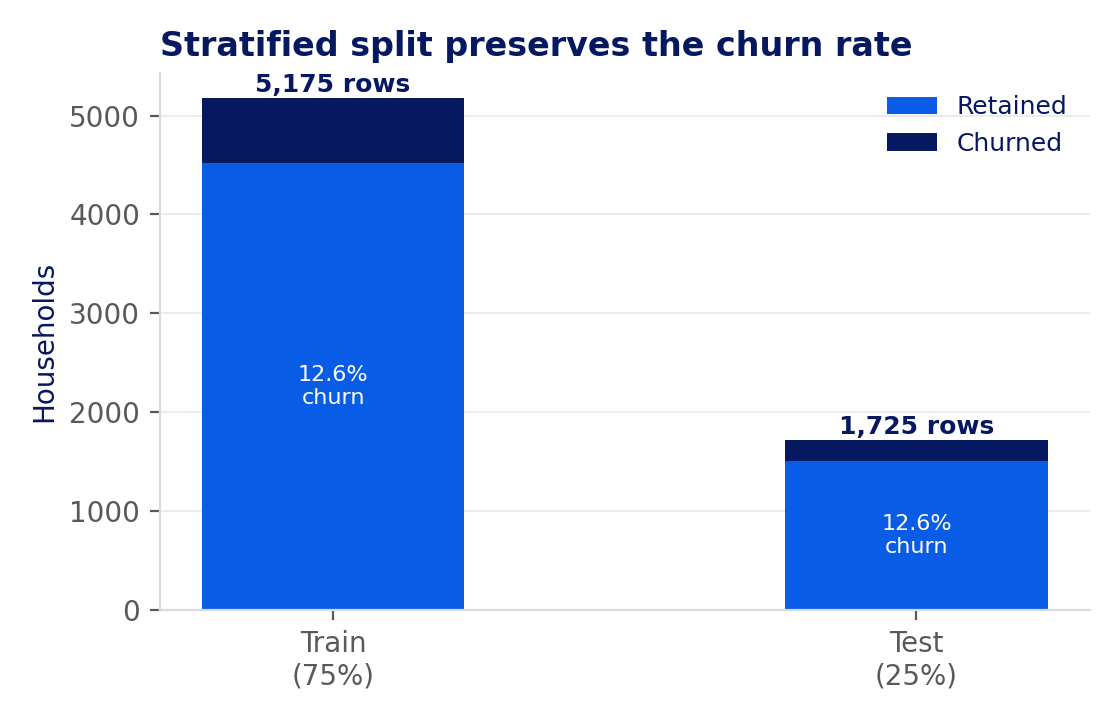 Stratified split preserves the churn rate
5,175 rows
Retained
Churned
5000
4000
3000
2000
1000
0
Households
12.6%
churn
1,725 rows
12.6%
churn
Train
(75%)
Test
(25%)